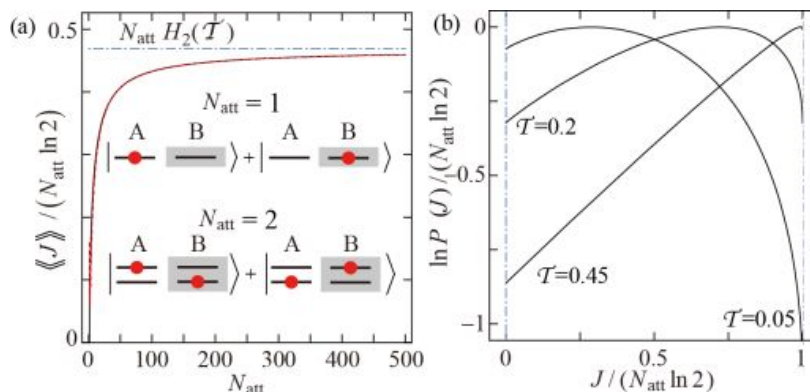 (a)
0.5
N_att H_2(𝒯)
N_att = 1
A B A B
| ⟩ + | ⟩
N_att = 2
A B A B
| ⟩ + | ⟩
⟪J⟫ / (N_att ln 2)
0
0 100 200 300 400 500
N_att
(b)
0
𝒯=0.2
−0.5
𝒯=0.45
𝒯=0.05
−1
ln P (J) / (N_att ln 2)
0 0.5 1
J / (N_att ln 2)